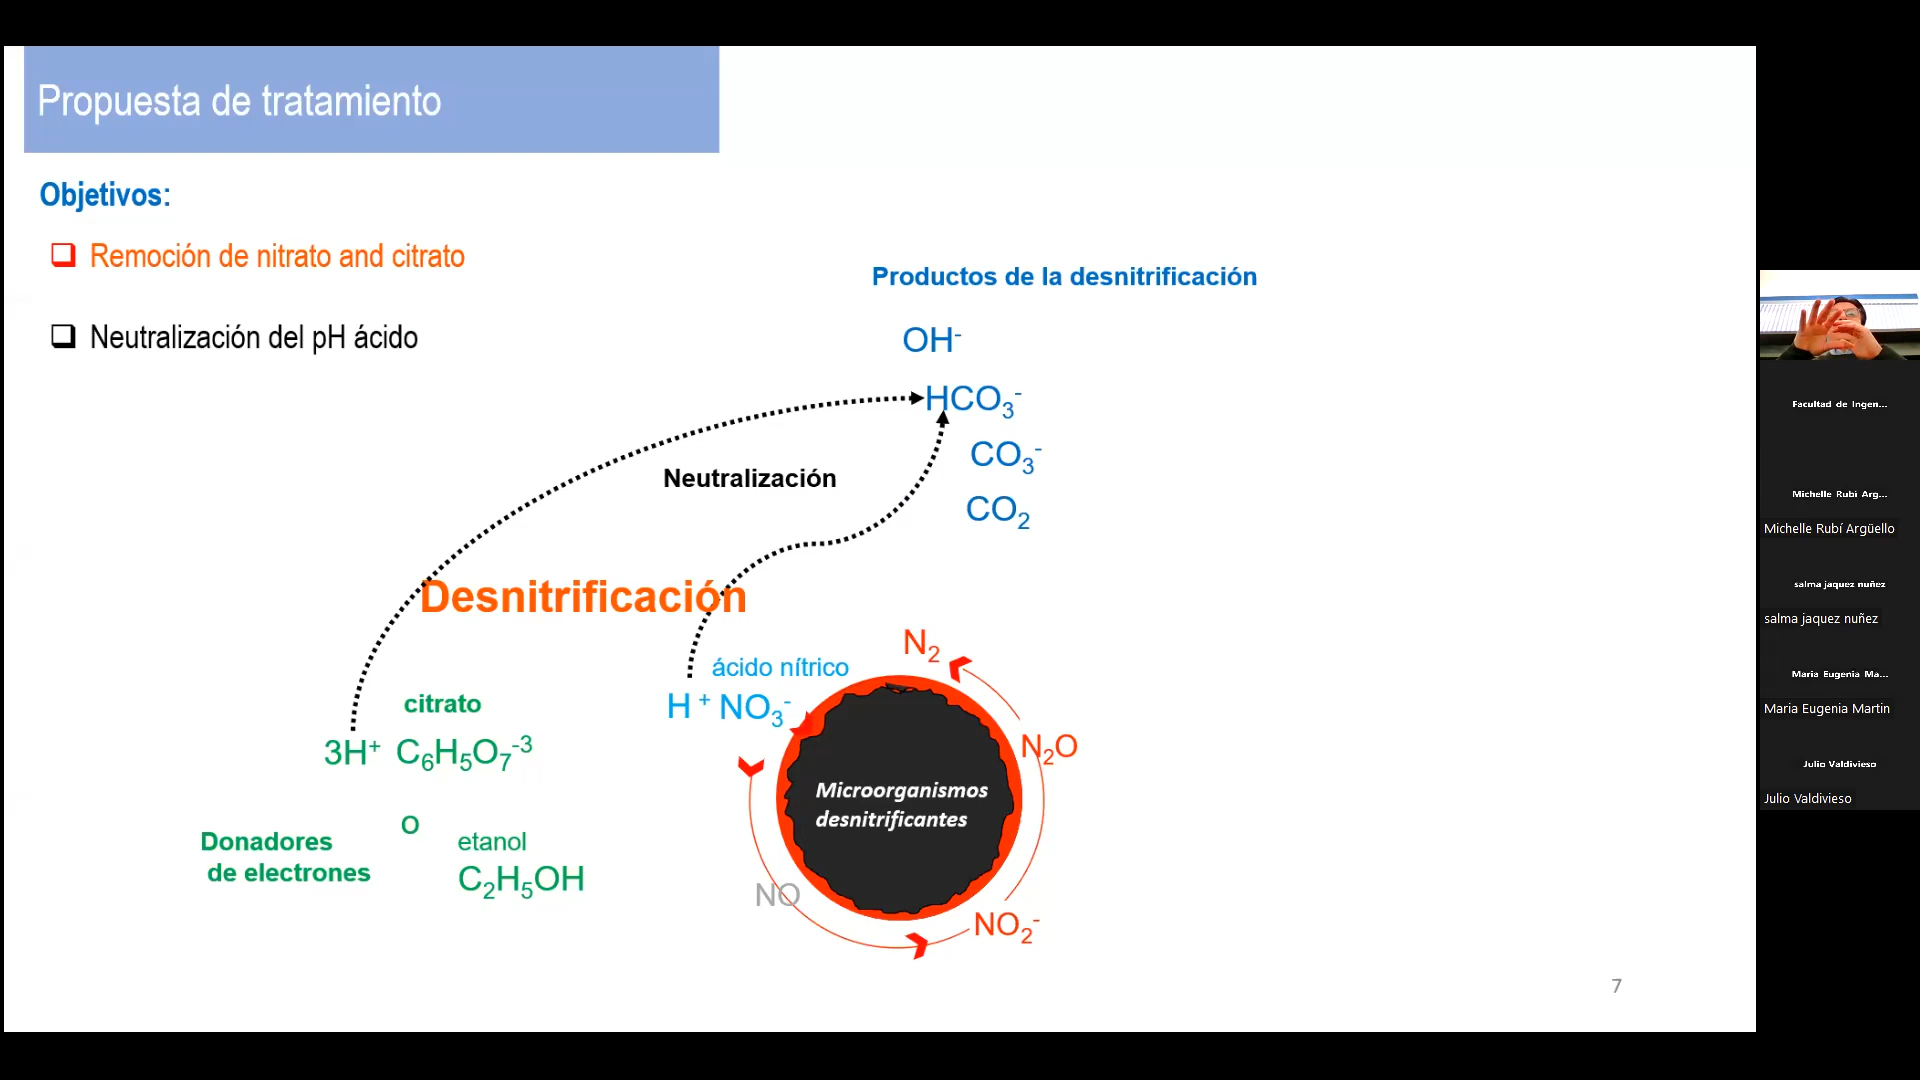 Propuesta de tratamiento
Objetivos:
Remoción de nitrato and citrato
Neutralización del pH ácido
Productos de la desnitrificación
OH⁻
HCO₃⁻
CO₃⁻
CO₂
Neutralización
Desnitrificación
N₂
ácido nítrico
H⁺ NO₃⁻
citrato
3H⁺ C₆H₅O₇⁻³
N₂O
Microorganismos
desnitrificantes
O
Donadores
de electrones
etanol
C₂H₅OH
NO
NO₂⁻
7
Facultad de Ingen...
Michelle Rubí Arg...
Michelle Rubí Argüello
salma jaquez nuñez
salma jaquez nuñez
Maria Eugenia Ma...
Maria Eugenia Martin
Julio Valdivieso
Julio Valdivieso